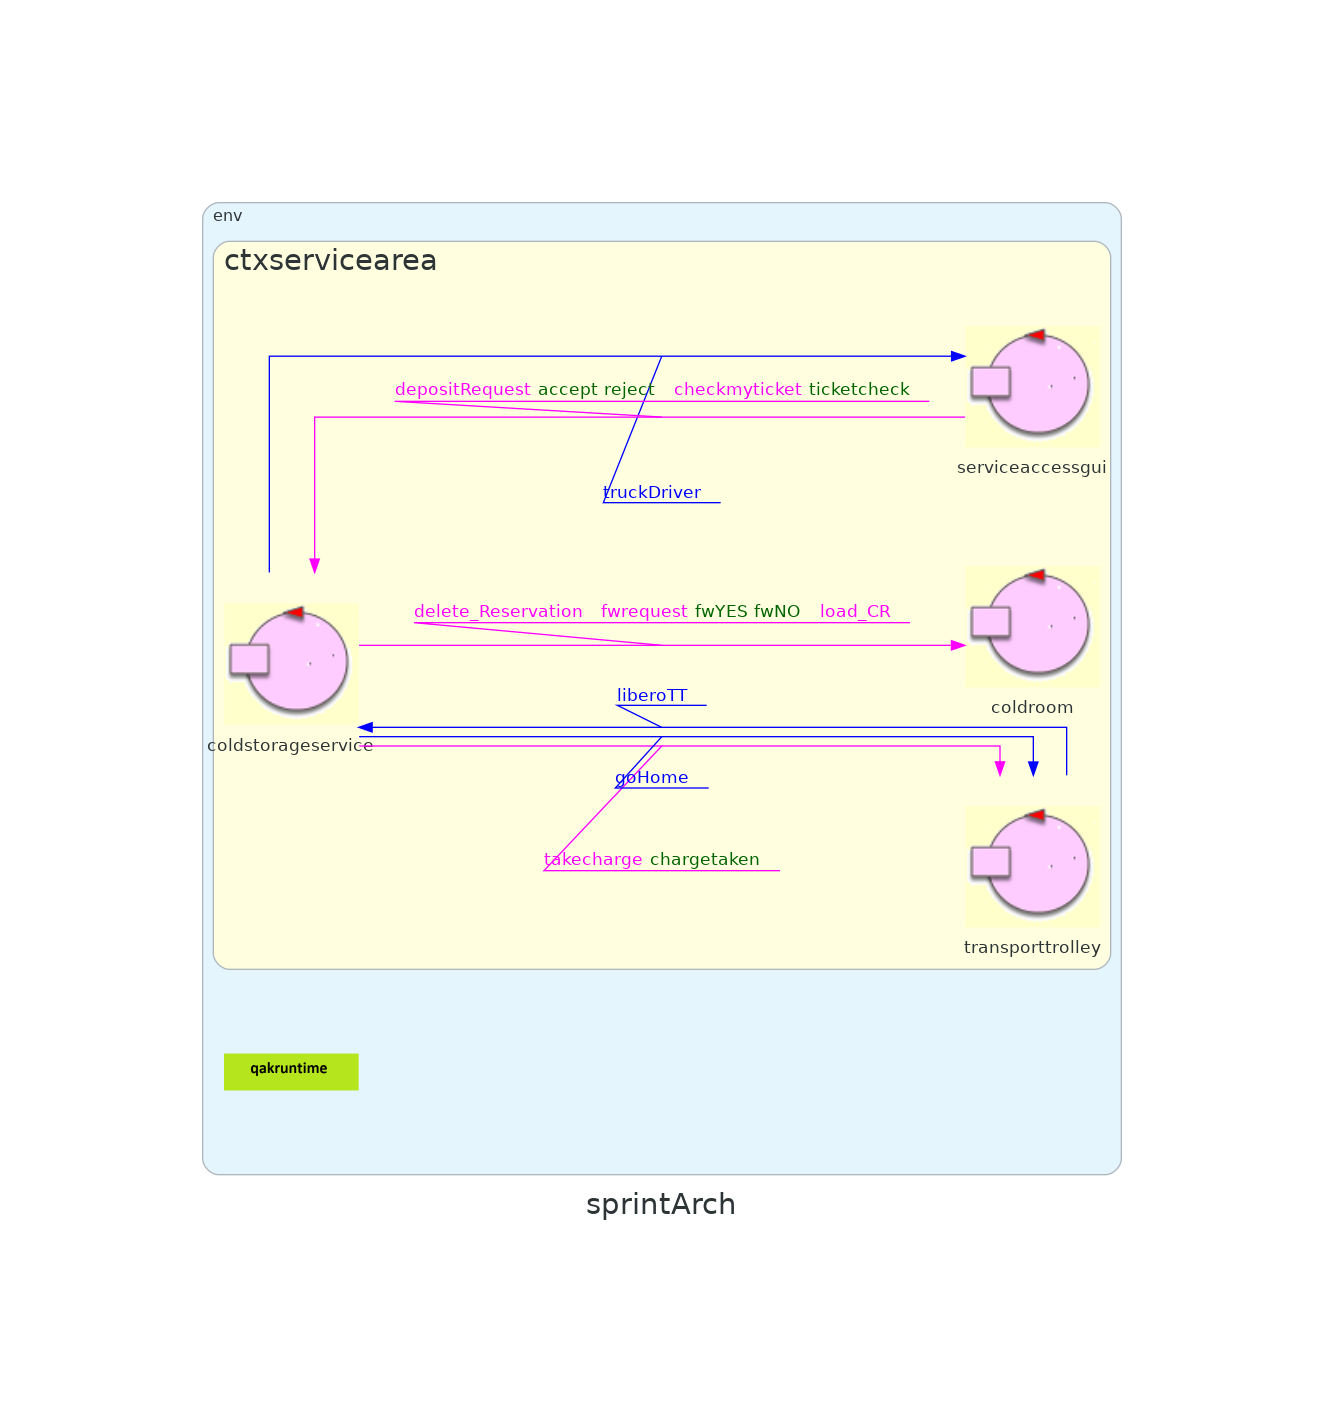 env
ctxservicearea
depositRequest accept reject checkmyticket ticketcheck
serviceaccessgui
truckDriver
delete_Reservation fwrequest fwYES fwNO load_CR
liberoTT
coldroom
coldstorageservice
goHome
takecharge chargetaken
transporttrolley
qakruntime
sprintArch